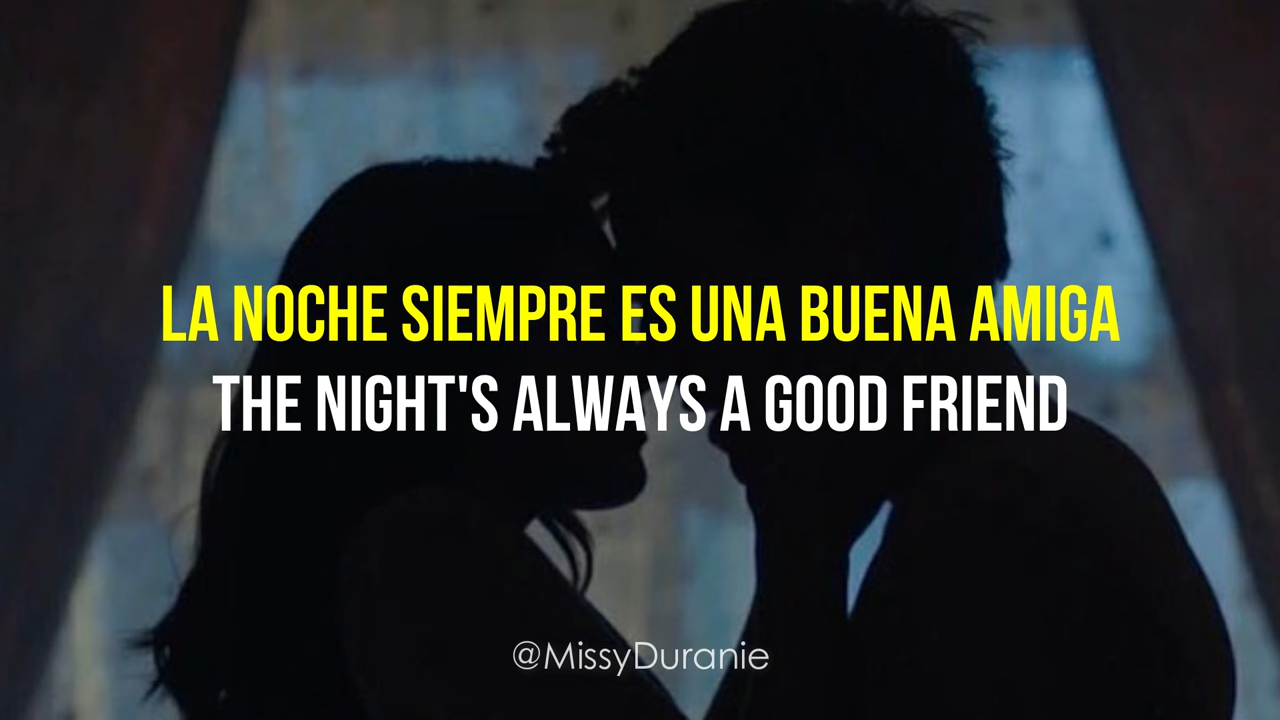 LA NOCHE SIEMPRE ES UNA BUENA AMIGA
THE NIGHT'S ALWAYS A GOOD FRIEND
@MissyDuranie